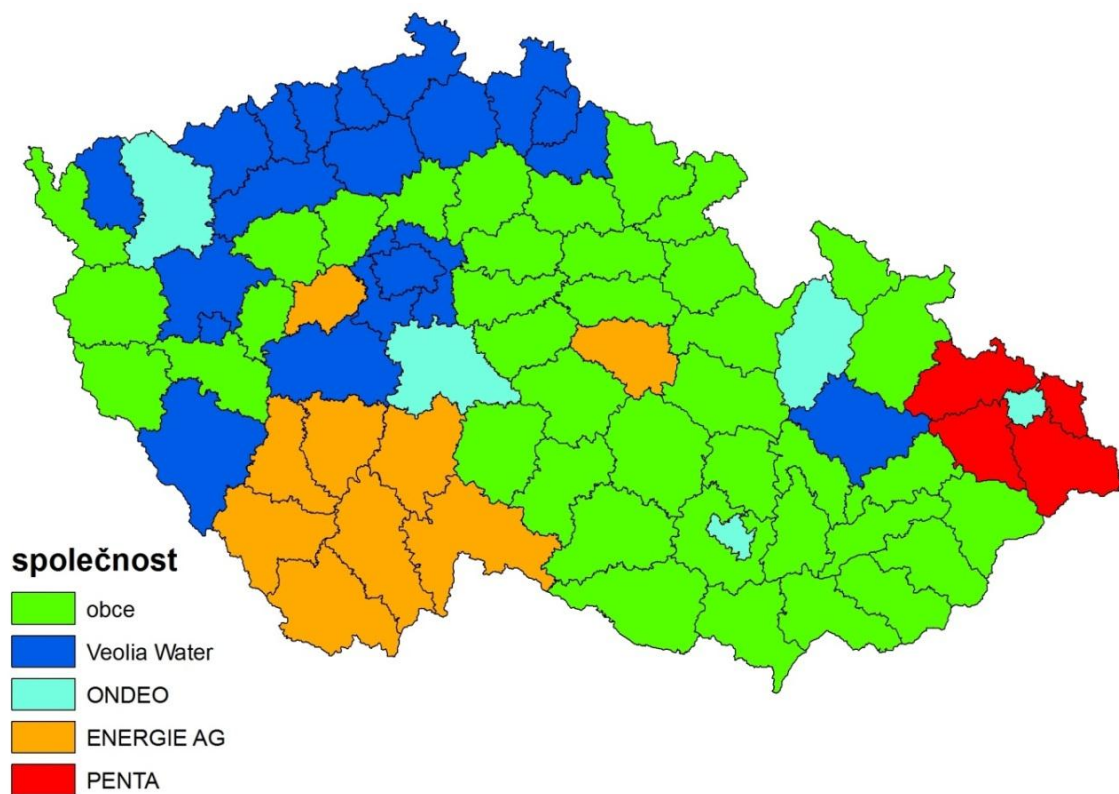 společnost
obce
Veolia Water
ONDEO
ENERGIE AG
PENTA